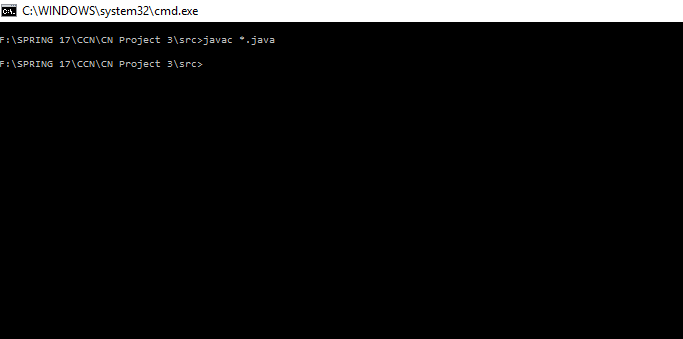 C:\WINDOWS\system32\cmd.exe
F:\SPRING 17\CCN\CN Project 3\src>javac *.java
F:\SPRING 17\CCN\CN Project 3\src>